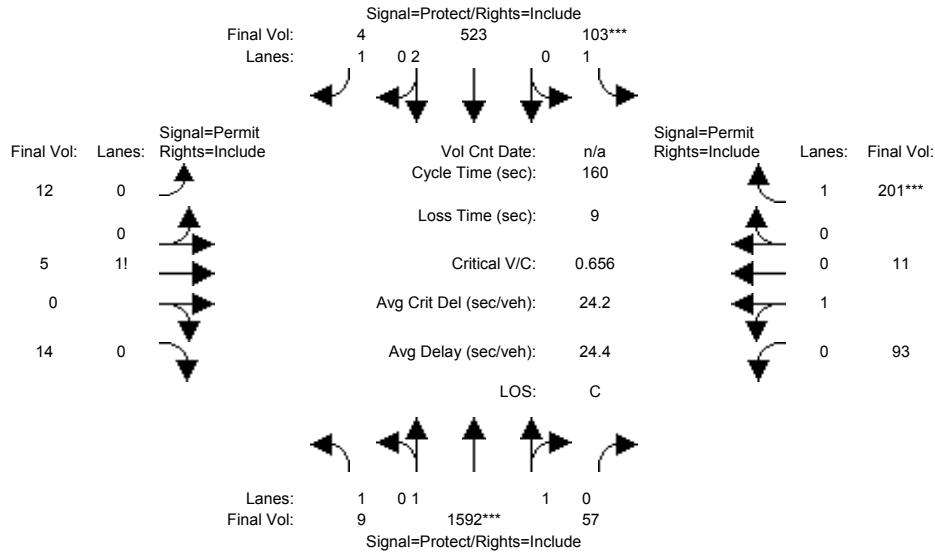 Signal=Protect/Rights=Include
Final Vol: 4 523 103***
Lanes: 1 0 2 0 1
Signal=Permit Signal=Permit
Final Vol: Lanes: Rights=Include Vol Cnt Date: n/a Rights=Include Lanes: Final Vol:
Cycle Time (sec): 160
12 0 1 201***
Loss Time (sec): 9
0 0
5 1! Critical V/C: 0.656 0 11
0 Avg Crit Del (sec/veh): 24.2 1
14 0 Avg Delay (sec/veh): 24.4 0 93
LOS: C
Lanes: 1 0 1 1 0
Final Vol: 9 1592*** 57
Signal=Protect/Rights=Include